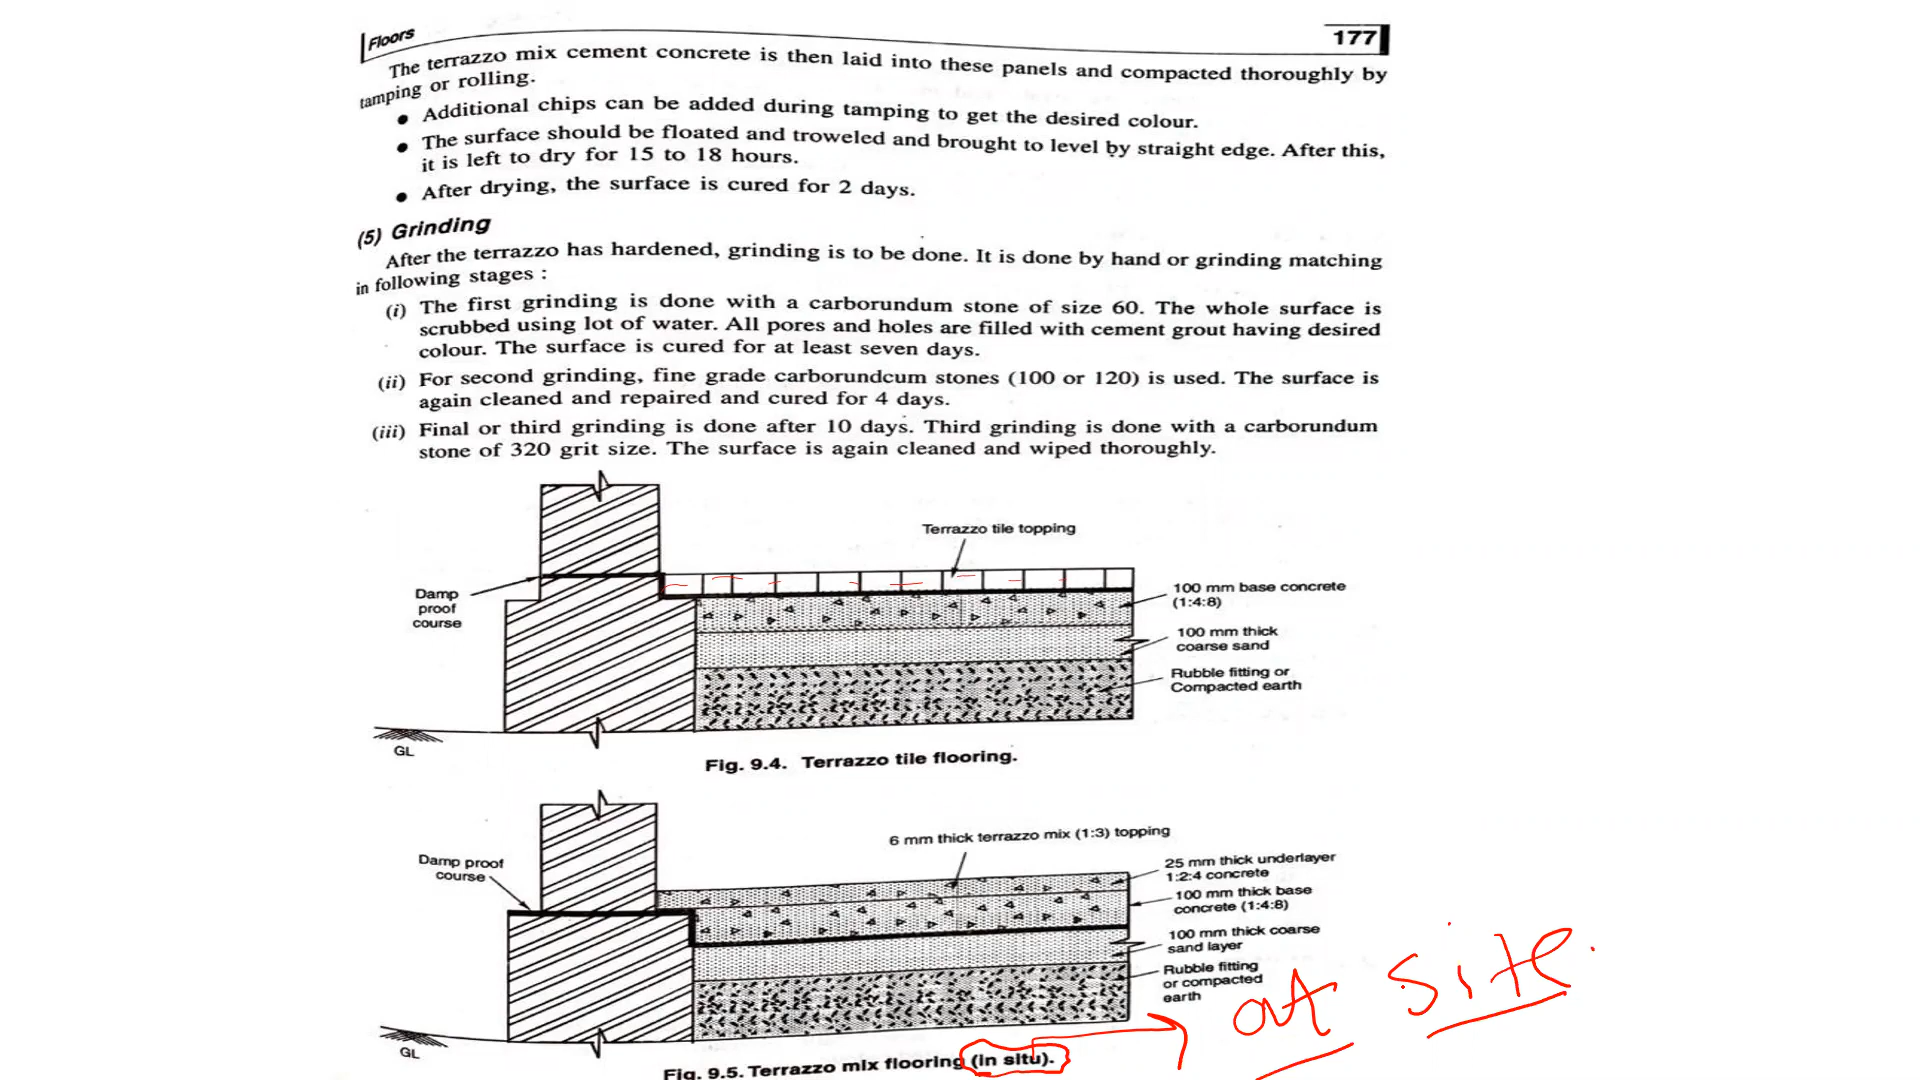 Floors
177
The terrazzo mix cement concrete is then laid into these panels and compacted thoroughly by
tamping or rolling.
● Additional chips can be added during tamping to get the desired colour.
● The surface should be floated and troweled and brought to level by straight edge. After this,
it is left to dry for 15 to 18 hours.
● After drying, the surface is cured for 2 days.
(5) Grinding
After the terrazzo has hardened, grinding is to be done. It is done by hand or grinding matching
in following stages :
(i) The first grinding is done with a carborundum stone of size 60. The whole surface is
scrubbed using lot of water. All pores and holes are filled with cement grout having desired
colour. The surface is cured for at least seven days.
(ii) For second grinding, fine grade carborundcum stones (100 or 120) is used. The surface is
again cleaned and repaired and cured for 4 days.
(iii) Final or third grinding is done after 10 days. Third grinding is done with a carborundum
stone of 320 grit size. The surface is again cleaned and wiped thoroughly.
Terrazzo tile topping
Damp
proof
course
100 mm base concrete
(1:4:8)
100 mm thick
coarse sand
Rubble fitting or
Compacted earth
GL
Fig. 9.4. Terrazzo tile flooring.
6 mm thick terrazzo mix (1:3) topping
Damp proof
course
25 mm thick underlayer
1:2:4 concrete
100 mm thick base
concrete (1:4:8)
100 mm thick coarse
sand layer
Rubble fitting
or compacted
earth
GL
Fig. 9.5. Terrazzo mix flooring (in situ).
at site.